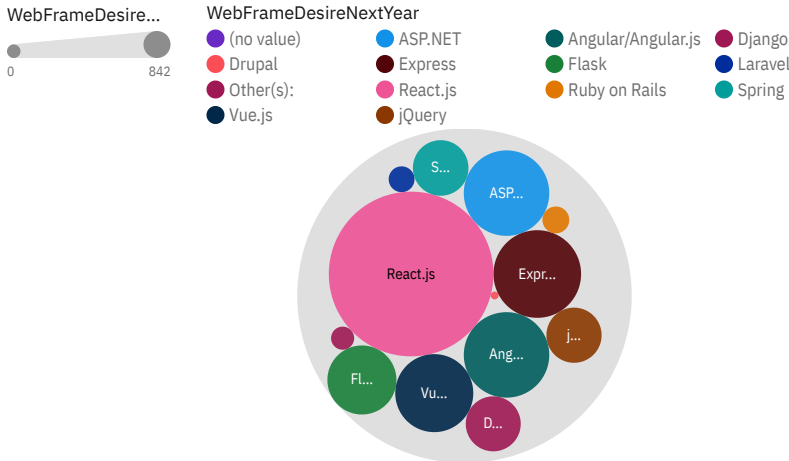 WebFrameDesire...
0
842
WebFrameDesireNextYear
(no value)
ASP.NET
Angular/Angular.js
Django
Drupal
Express
Flask
Laravel
Other(s):
React.js
Ruby on Rails
Spring
Vue.js
jQuery
S...
ASP...
React.js
Expr...
j...
Ang...
Fl...
Vu...
D...